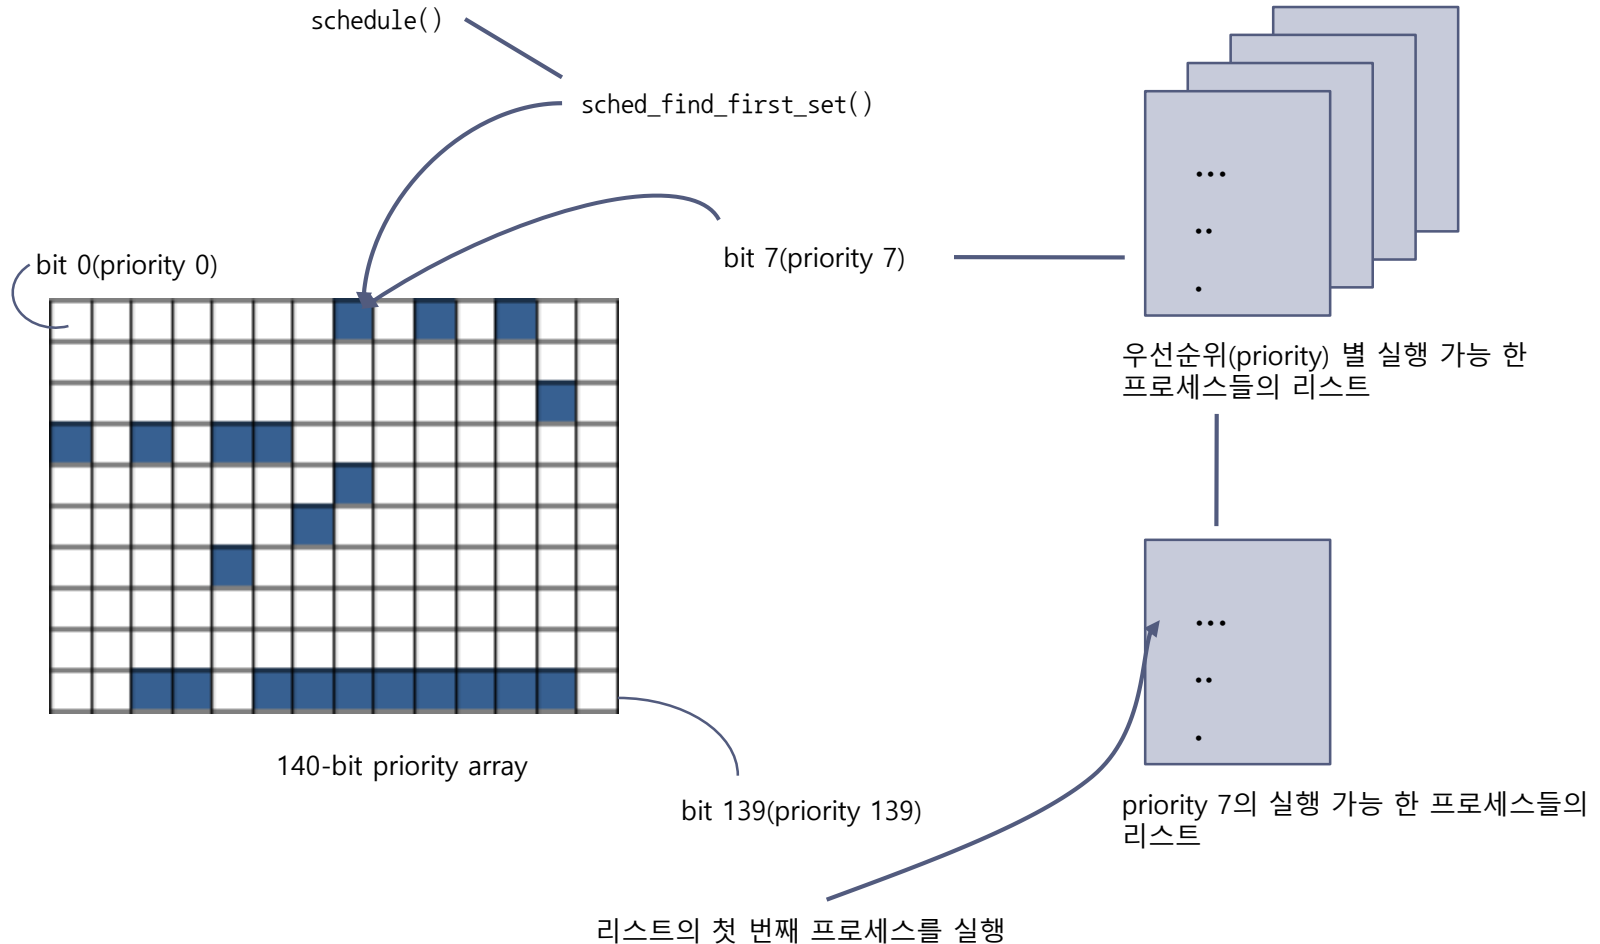 schedule()
sched_find_first_set()
bit 0(priority 0)
bit 7(priority 7)
...
..
.
우선순위(priority) 별 실행 가능 한
프로세스들의 리스트
...
..
.
140-bit priority array
bit 139(priority 139)
priority 7의 실행 가능 한 프로세스들의
리스트
리스트의 첫 번째 프로세스를 실행